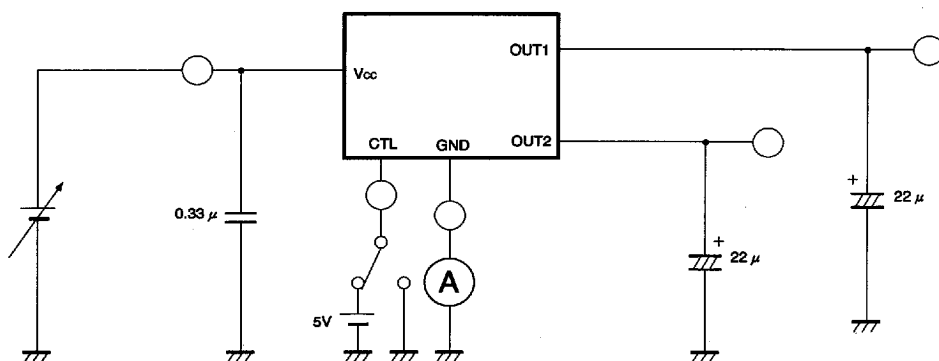 OUT1
Vcc
OUT2
CTL
GND
+
22 μ
0.33 μ
+
22 μ
A
5V